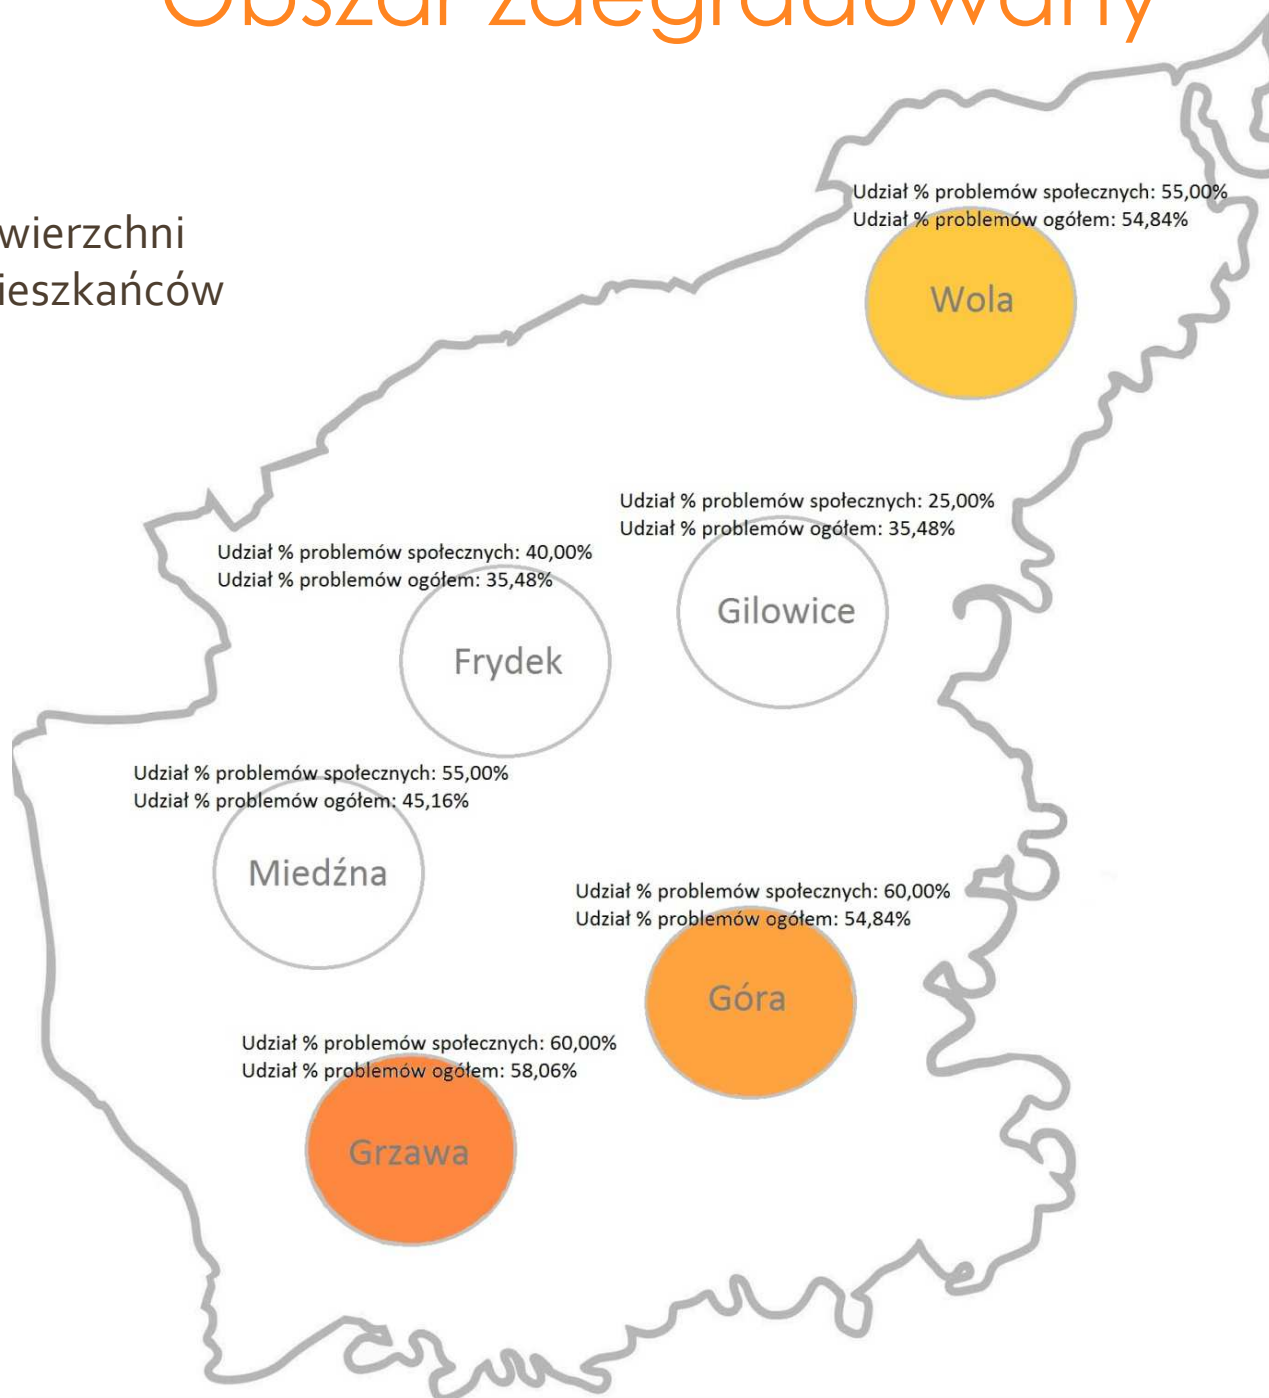 Obszar zdegradowany
wierzchni
ieszkańców
Udział % problemów społecznych: 55,00%
Udział % problemów ogółem: 54,84%
Wola
Udział % problemów społecznych: 25,00%
Udział % problemów ogółem: 35,48%
Gilowice
Udział % problemów społecznych: 40,00%
Udział % problemów ogółem: 35,48%
Frydek
Udział % problemów społecznych: 55,00%
Udział % problemów ogółem: 45,16%
Miedźna
Udział % problemów społecznych: 60,00%
Udział % problemów ogółem: 54,84%
Góra
Udział % problemów społecznych: 60,00%
Udział % problemów ogółem: 58,06%
Grzawa